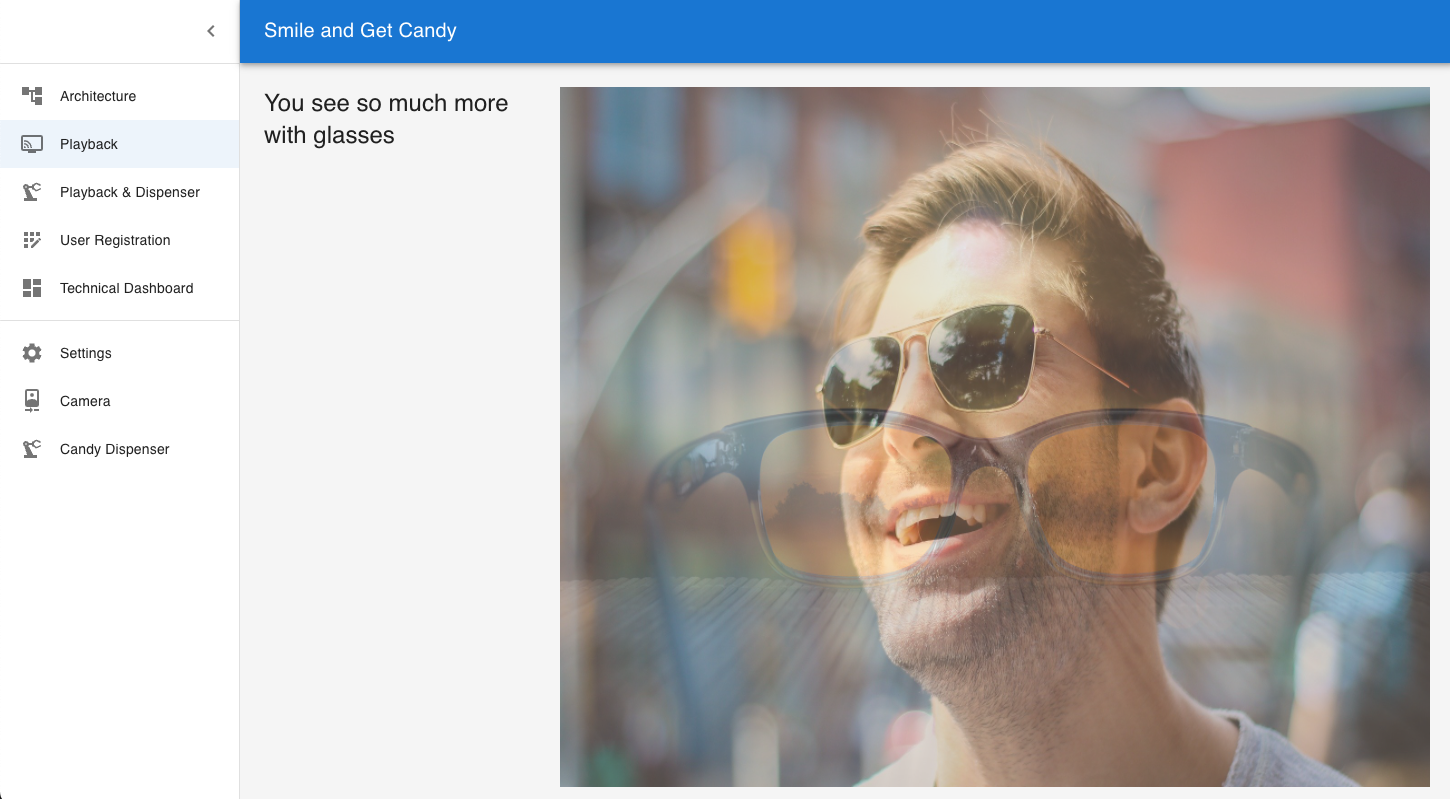 Smile and Get Candy
Architecture
Playback
Playback & Dispenser
User Registration
Technical Dashboard
Settings
Camera
Candy Dispenser
You see so much more
with glasses